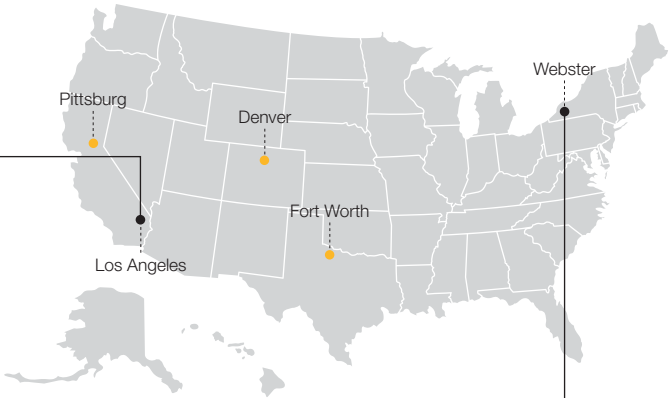 Webster
Pittsburg
Denver
Fort Worth
Los Angeles